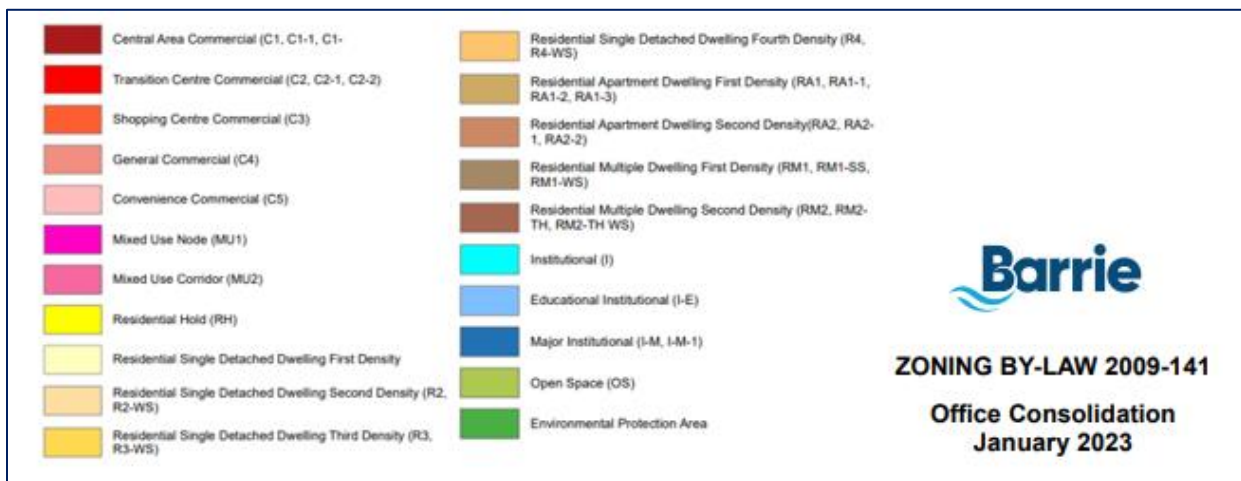 Central Area Commercial (C1, C1-1, C1-
Transition Centre Commercial (C2, C2-1, C2-2)
Shopping Centre Commercial (C3)
General Commercial (C4)
Convenience Commercial (C5)
Mixed Use Node (MU1)
Mixed Use Corridor (MU2)
Residential Hold (RH)
Residential Single Detached Dwelling First Density
Residential Single Detached Dwelling Second Density (R2,
R2-WS)
Residential Single Detached Dwelling Third Density (R3,
R3-WS)
Residential Single Detached Dwelling Fourth Density (R4,
R4-WS)
Residential Apartment Dwelling First Density (RA1, RA1-1,
RA1-2, RA1-3)
Residential Apartment Dwelling Second Density(RA2, RA2-
1, RA2-2)
Residential Multiple Dwelling First Density (RM1, RM1-SS,
RM1-WS)
Residential Multiple Dwelling Second Density (RM2, RM2-
TH, RM2-TH WS)
Institutional (I)
Educational Institutional (I-E)
Major Institutional (I-M, I-M-1)
Open Space (OS)
Environmental Protection Area
Barrie
ZONING BY-LAW 2009-141
Office Consolidation
January 2023